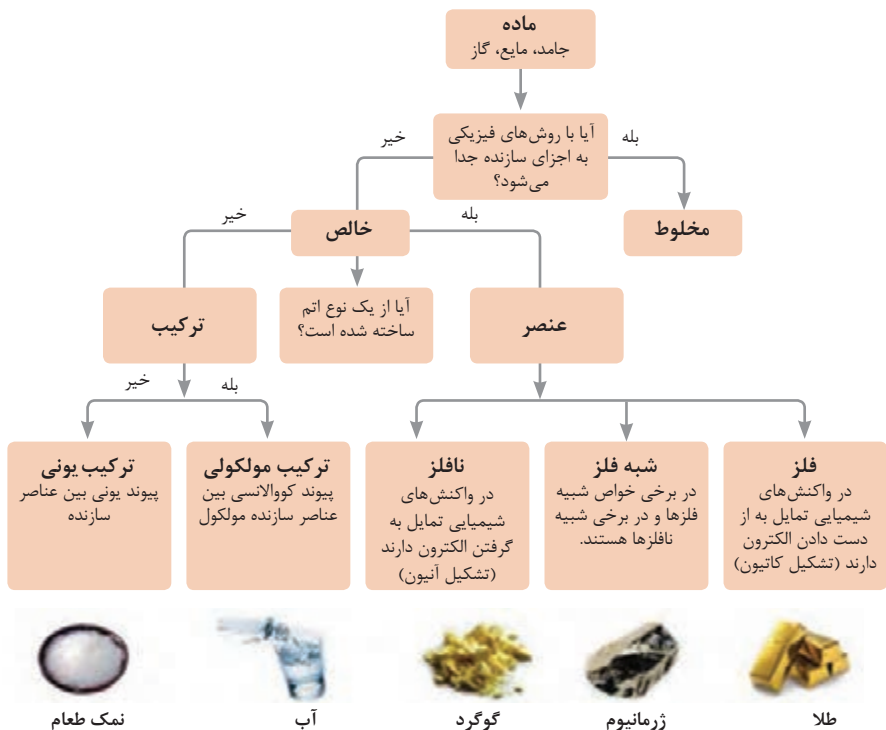 ماده
جامد، مایع، گاز
آیا با روش‌های فیزیکی
به اجزای سازنده جدا
می‌شود؟
بله
خیر
مخلوط
خالص
بله
خیر
عنصر
آیا از یک نوع اتم
ساخته شده است؟
ترکیب
بله
خیر
فلز
در واکنش‌های
شیمیایی تمایل به از
دست دادن الکترون
دارند (تشکیل کاتیون)
شبه فلز
در برخی خواص شبیه
فلزها و در برخی شبیه
نافلزها هستند.
نافلز
در واکنش‌های
شیمیایی تمایل به
گرفتن الکترون دارند
(تشکیل آنیون)
ترکیب مولکولی
پیوند کووالانسی بین
عناصر سازنده مولکول
ترکیب یونی
پیوند یونی بین عناصر
سازنده
طلا
ژرمانیوم
گوگرد
آب
نمک طعام